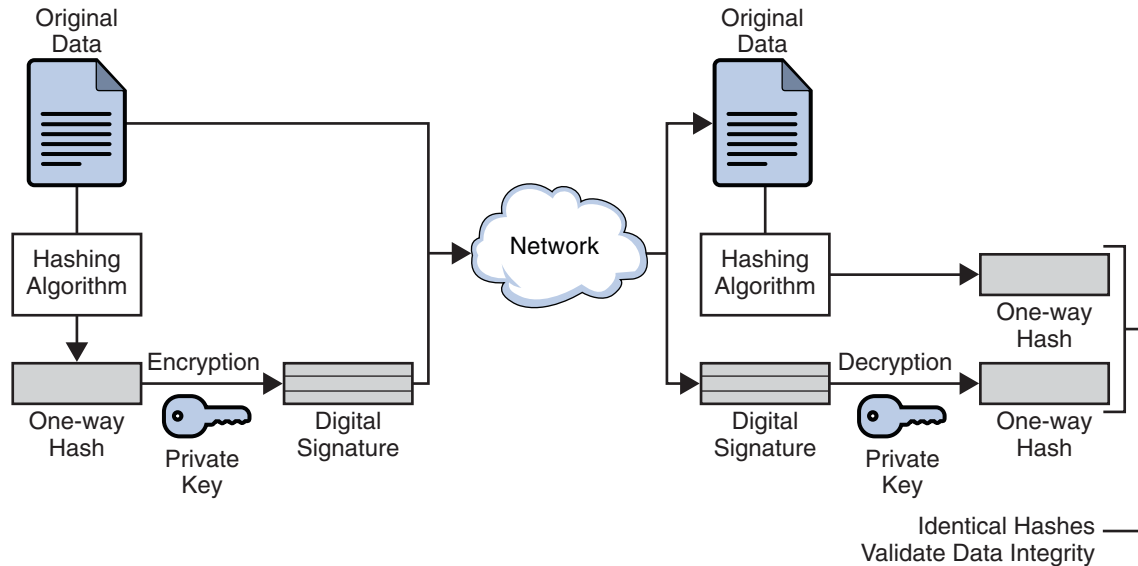 Original
Data
Hashing
Algorithm
One-way
Hash
Encryption
Private
Key
Digital
Signature
Network
Original
Data
Hashing
Algorithm
One-way
Hash
Digital
Signature
Decryption
Private
Key
One-way
Hash
Identical Hashes
Validate Data Integrity